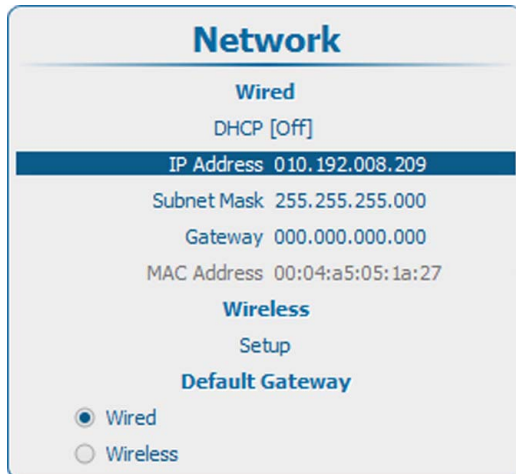 Network
Wired
DHCP [Off]
IP Address 010.192.008.209
Subnet Mask 255.255.255.000
Gateway 000.000.000.000
MAC Address 00:04:a5:05:1a:27
Wireless
Setup
Default Gateway
Wired
Wireless